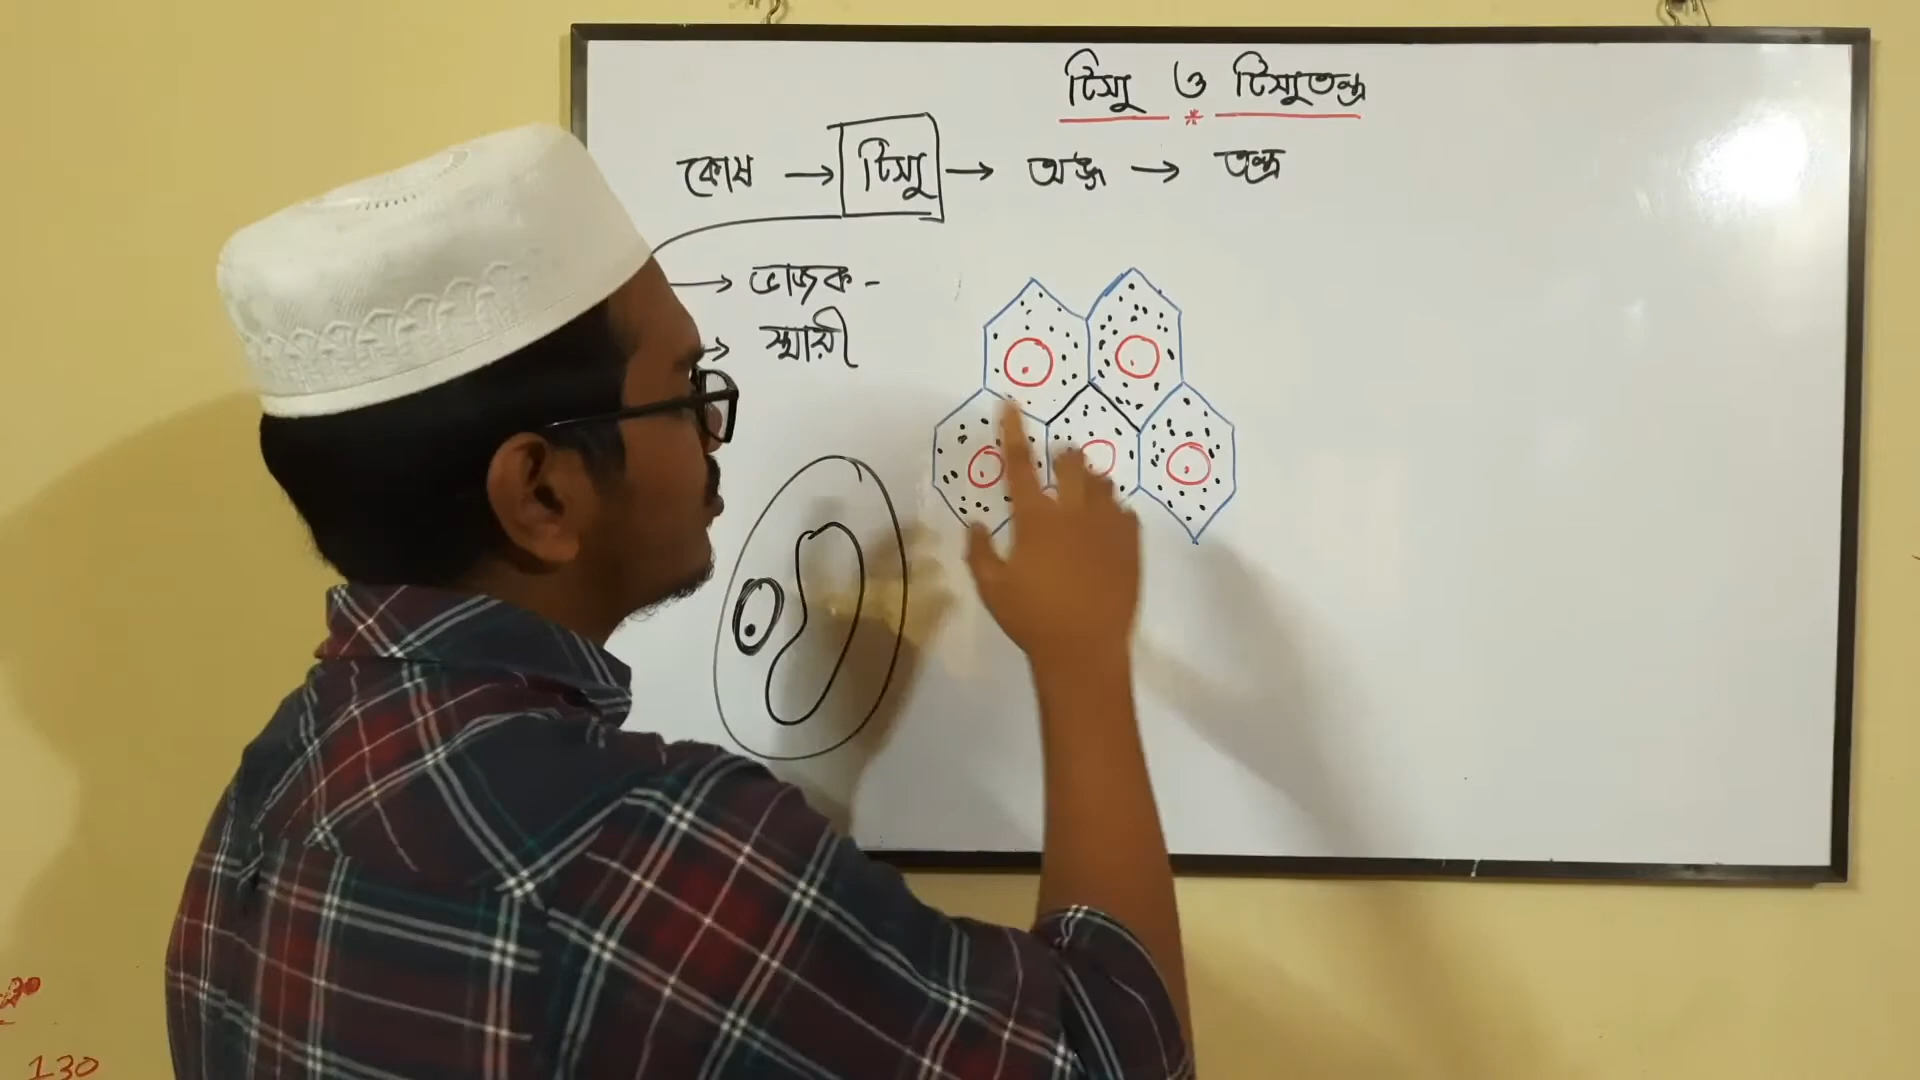 টিস্যু ও টিস্যুতন্ত্র
কোষ → টিস্যু → অঙ্গ → তন্ত্র
→ ভাজক -
→ স্থায়ী
130